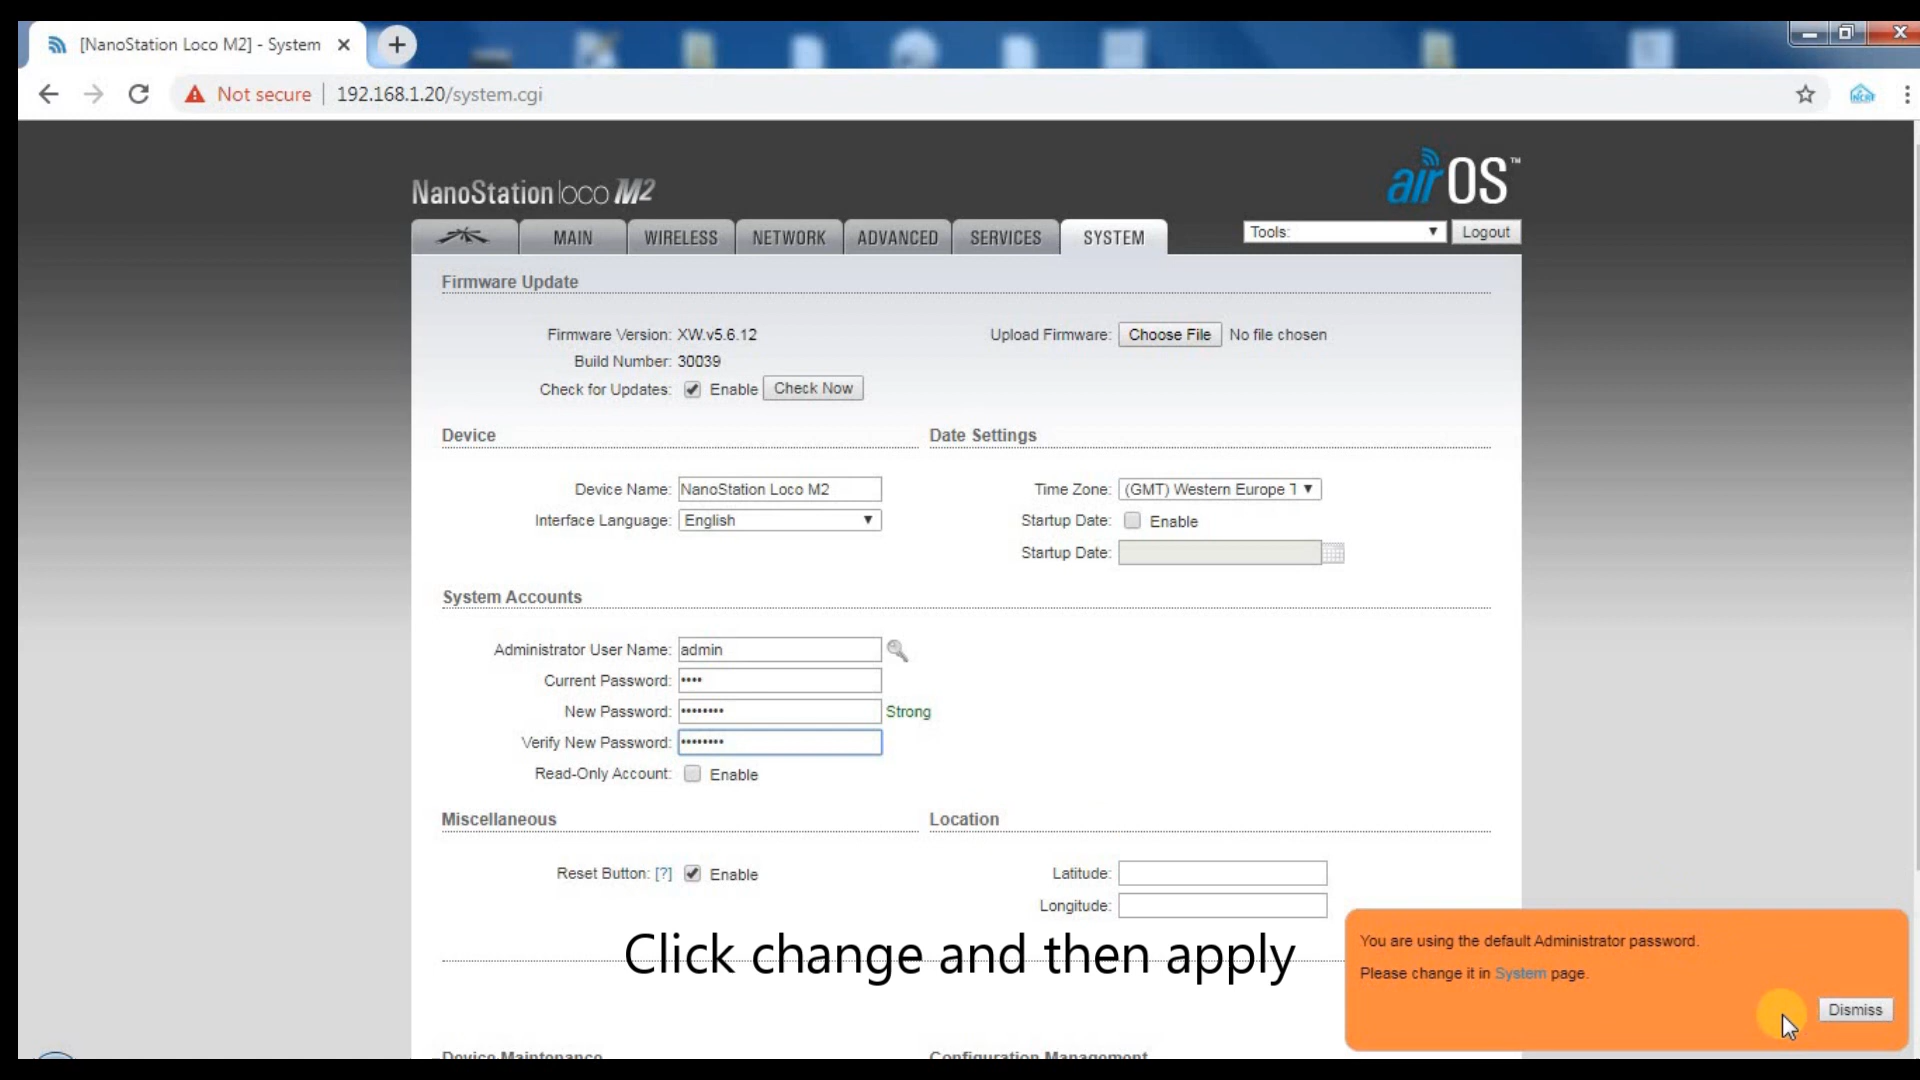 [NanoStation Loco M2] - System
Not secure | 192.168.1.20/system.cgi
NanoStation loco M2
airOS™
MAIN WIRELESS NETWORK ADVANCED SERVICES SYSTEM Tools: Logout
Firmware Update
Firmware Version: XW.v5.6.12 Upload Firmware: Choose File No file chosen
Build Number: 30039
Check for Updates: Enable Check Now
Device Date Settings
Device Name: NanoStation Loco M2 Time Zone: (GMT) Western Europe T
Interface Language: English Startup Date: Enable
Startup Date:
System Accounts
Administrator User Name: admin
Current Password: ••••
New Password: •••••••• Strong
Verify New Password: ••••••••
Read-Only Account: Enable
Miscellaneous Location
Reset Button: [?] Enable Latitude:
Longitude:
Click change and then apply
You are using the default Administrator password.
Please change it in System page.
Dismiss
Device Maintenance Configuration Management